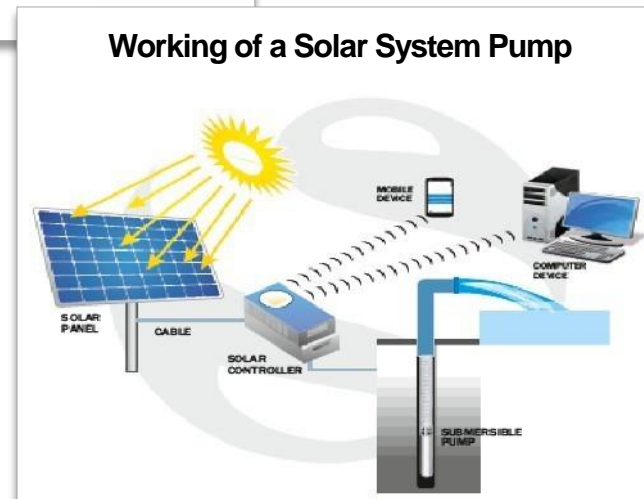 Working of a Solar System Pump
MOBILE
DEVICE
COMPUTER
DEVICE
SOLAR
PANEL
CABLE
SOLAR
CONTROLLER
SUBMERSIBLE
PUMP